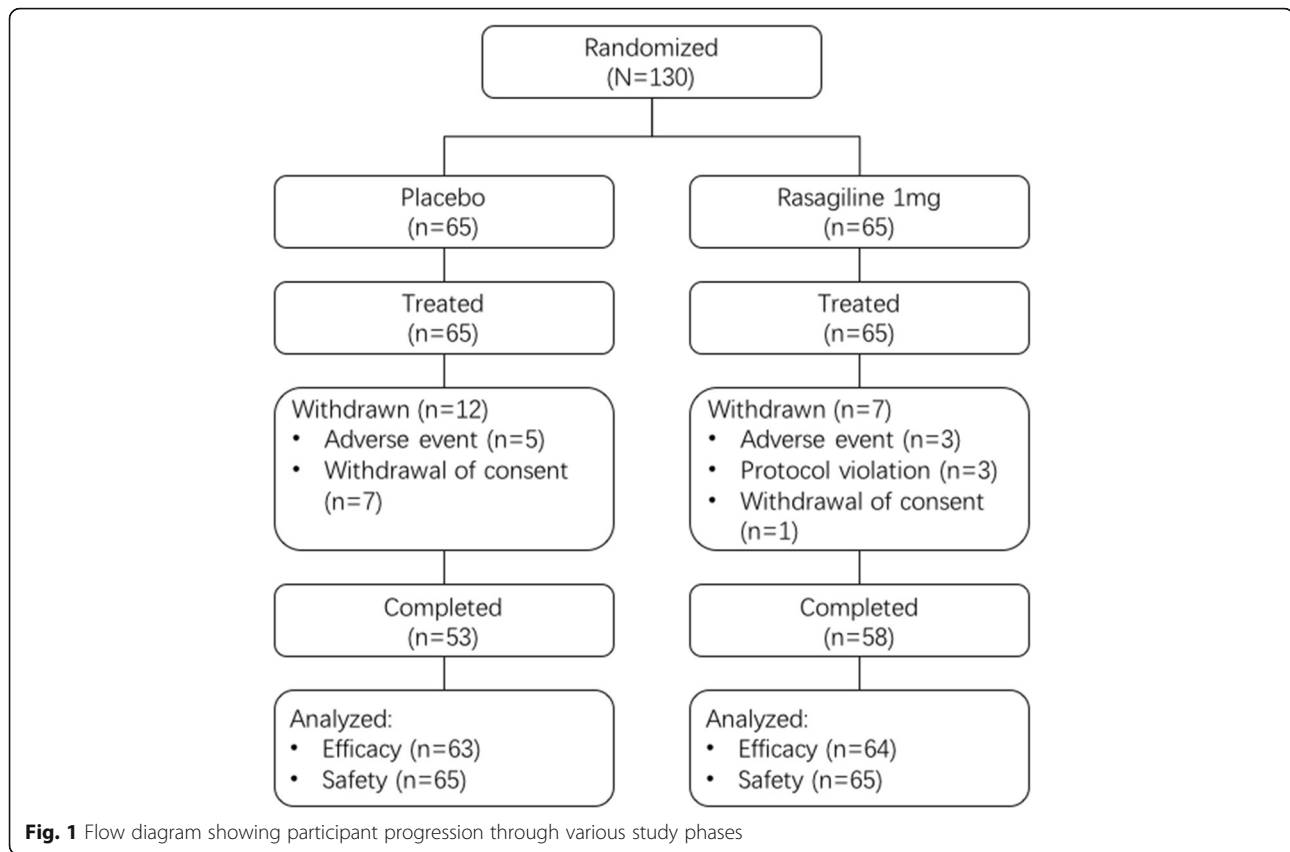 Randomized
(N=130)
Placebo
(n=65)
Rasagiline 1mg
(n=65)
Treated
(n=65)
Treated
(n=65)
Withdrawn (n=12)
• Adverse event (n=5)
• Withdrawal of consent
(n=7)
Withdrawn (n=7)
• Adverse event (n=3)
• Protocol violation (n=3)
• Withdrawal of consent
(n=1)
Completed
(n=53)
Completed
(n=58)
Analyzed:
• Efficacy (n=63)
• Safety (n=65)
Analyzed:
• Efficacy (n=64)
• Safety (n=65)
Fig. 1 Flow diagram showing participant progression through various study phases